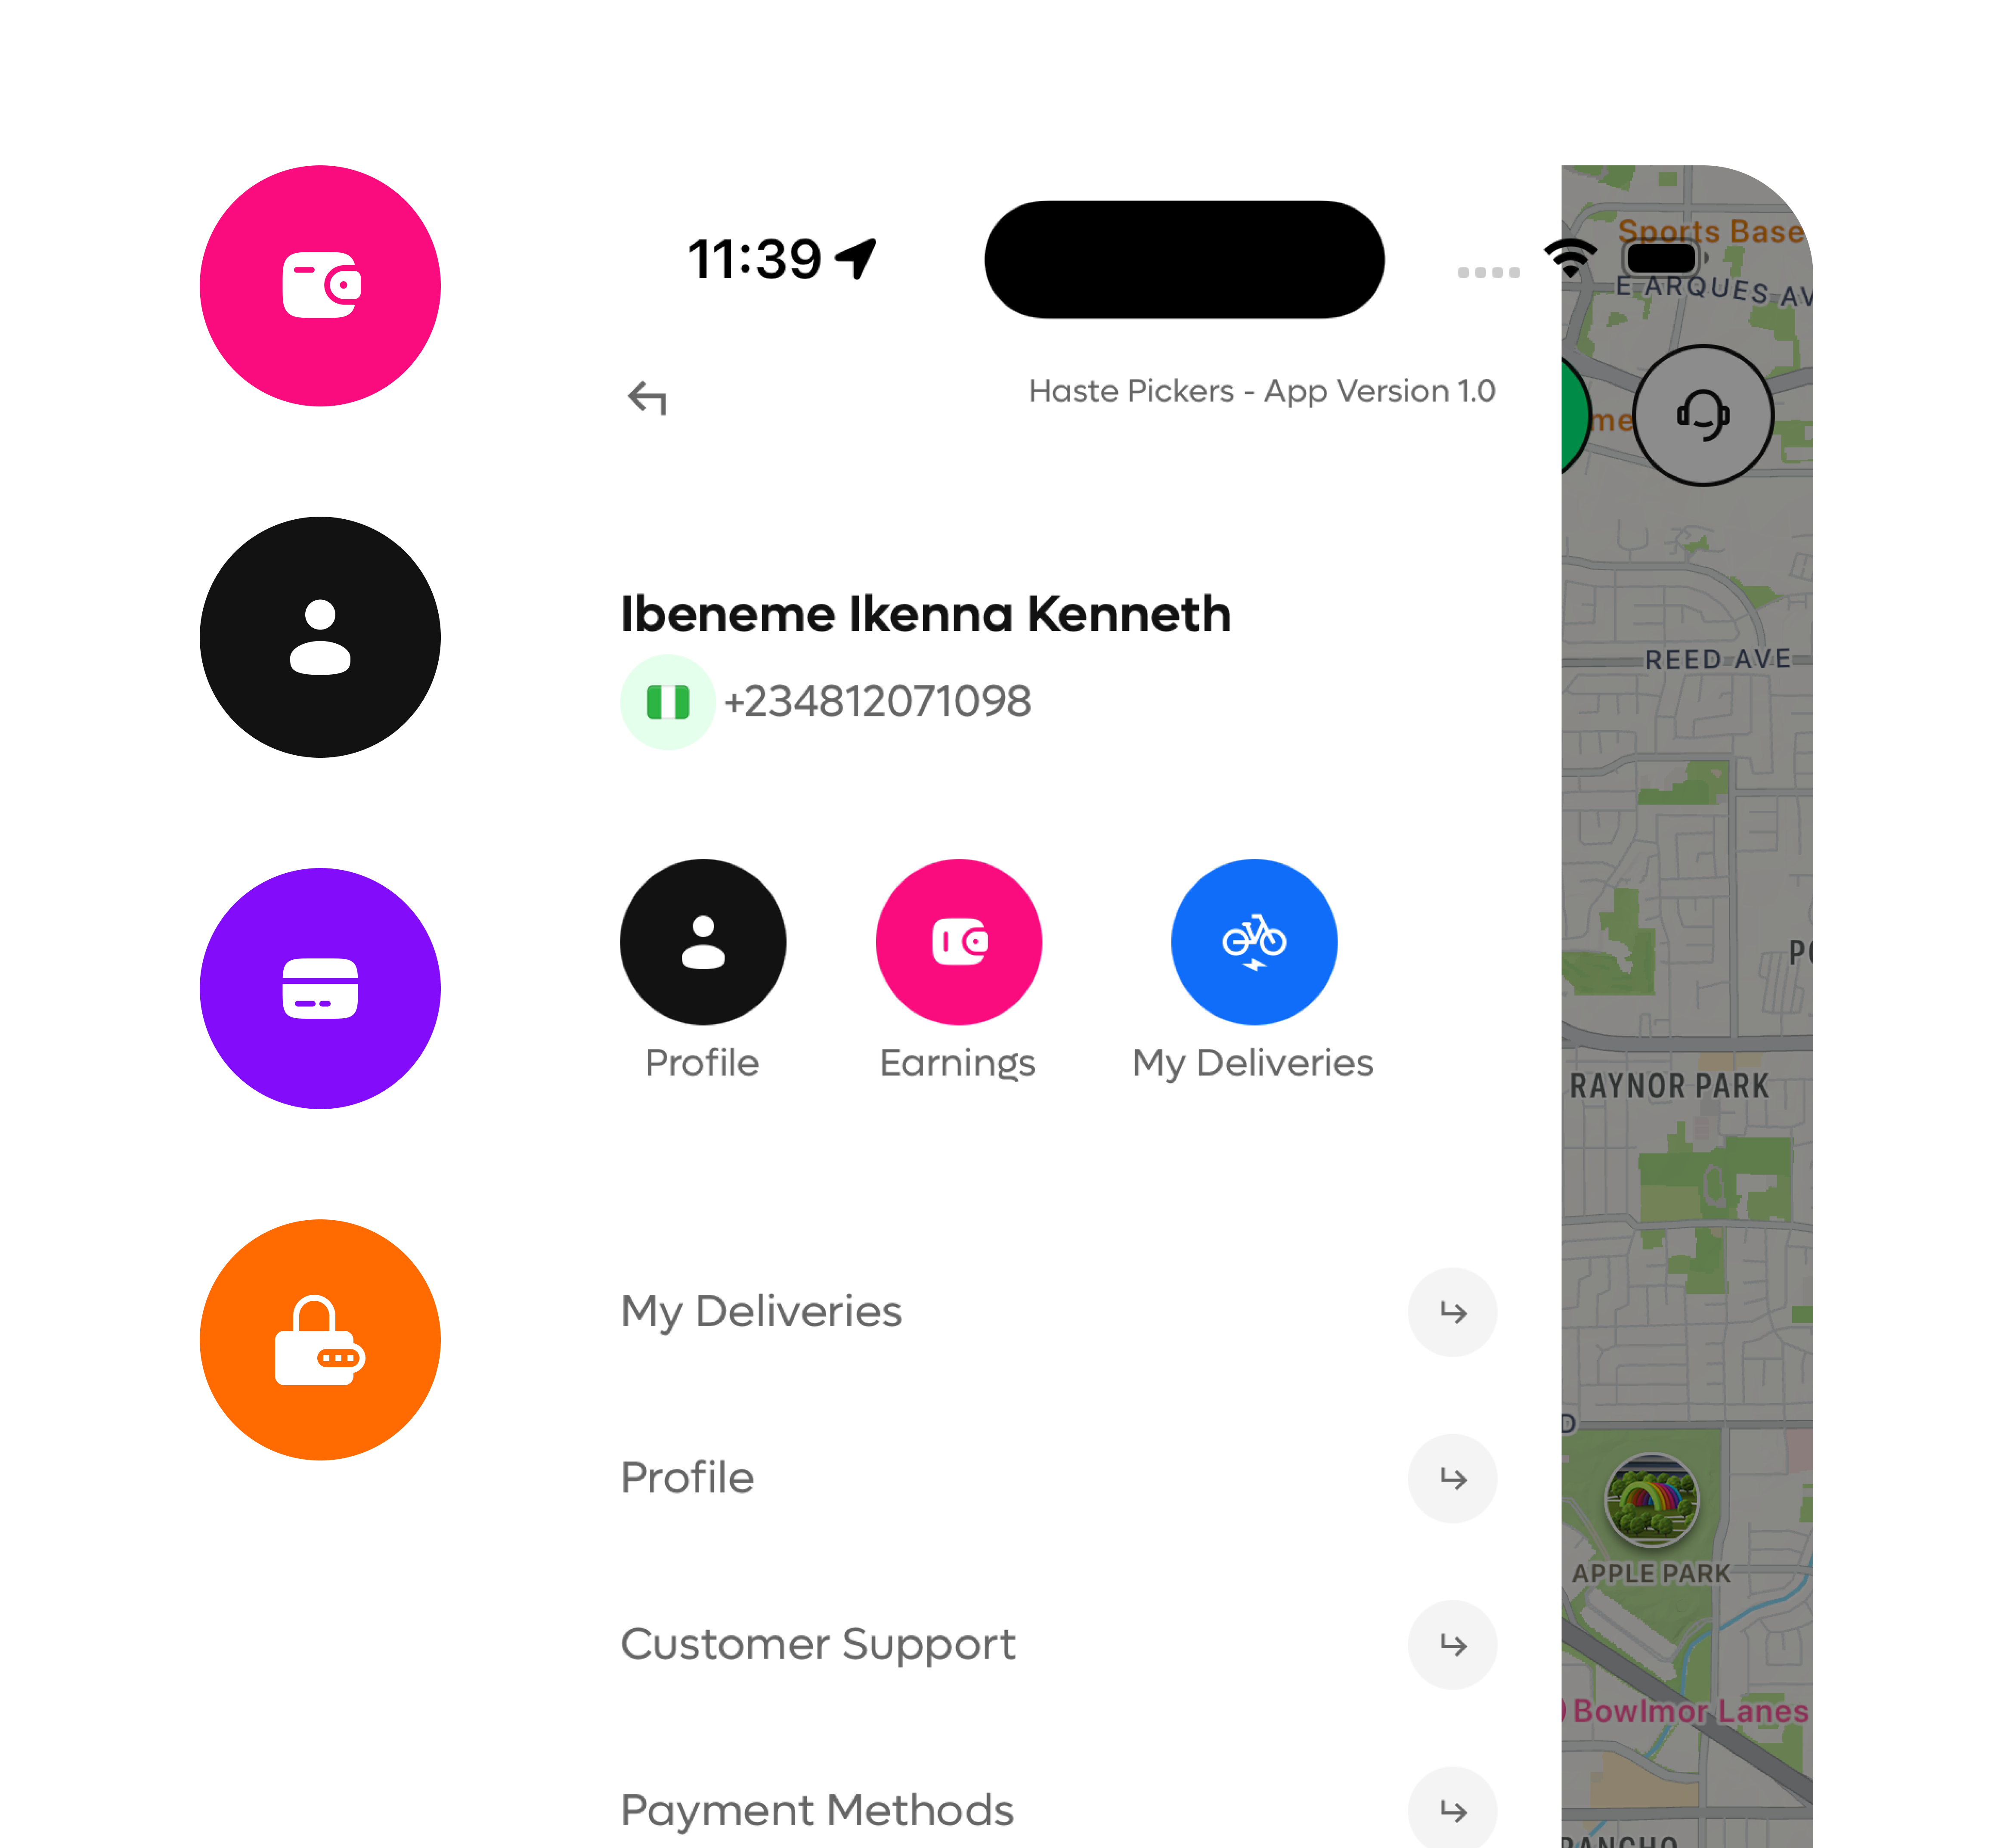 11:39
Haste Pickers - App Version 1.0
Ibeneme Ikenna Kenneth
+234812071098
Profile
Earnings
My Deliveries
My Deliveries
Profile
Customer Support
Payment Methods
Sports Base
E ARQUES AV
me
REED AVE
RAYNOR PARK
APPLE PARK
Bowlmor Lanes